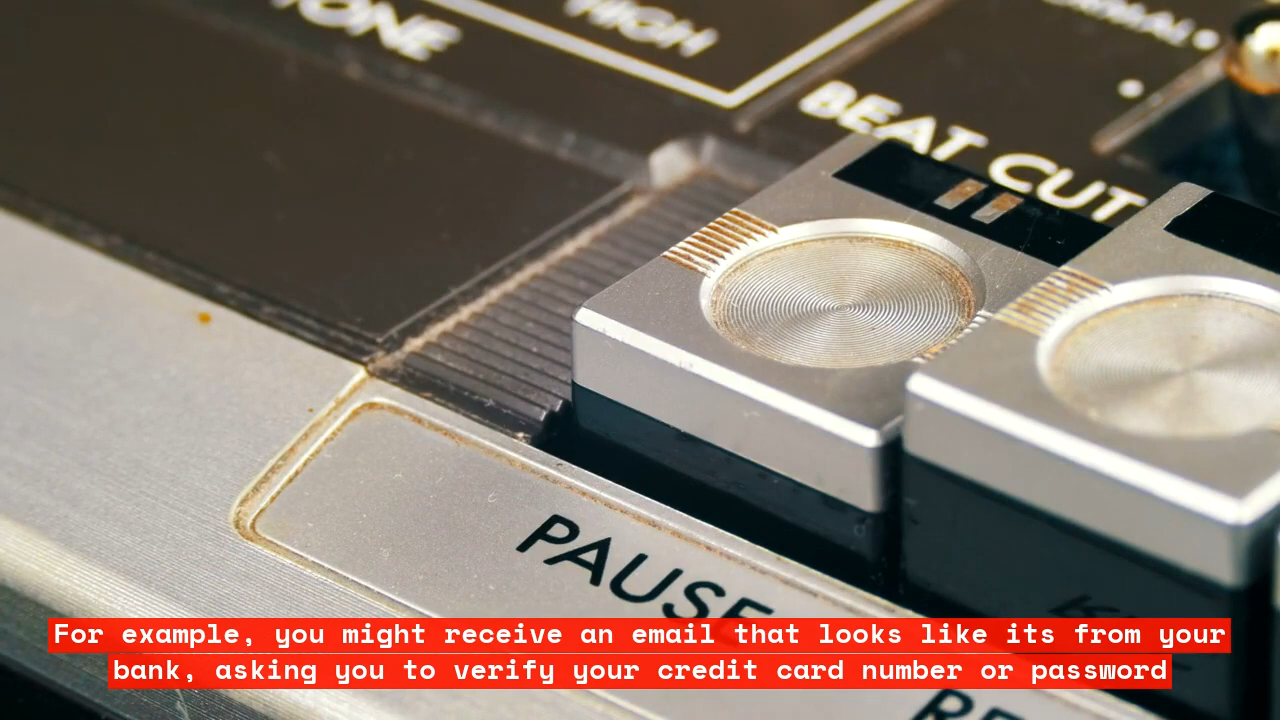 TONE
HIGH
BEAT CUT
PAUSE
For example, you might receive an email that looks like its from your
bank, asking you to verify your credit card number or password